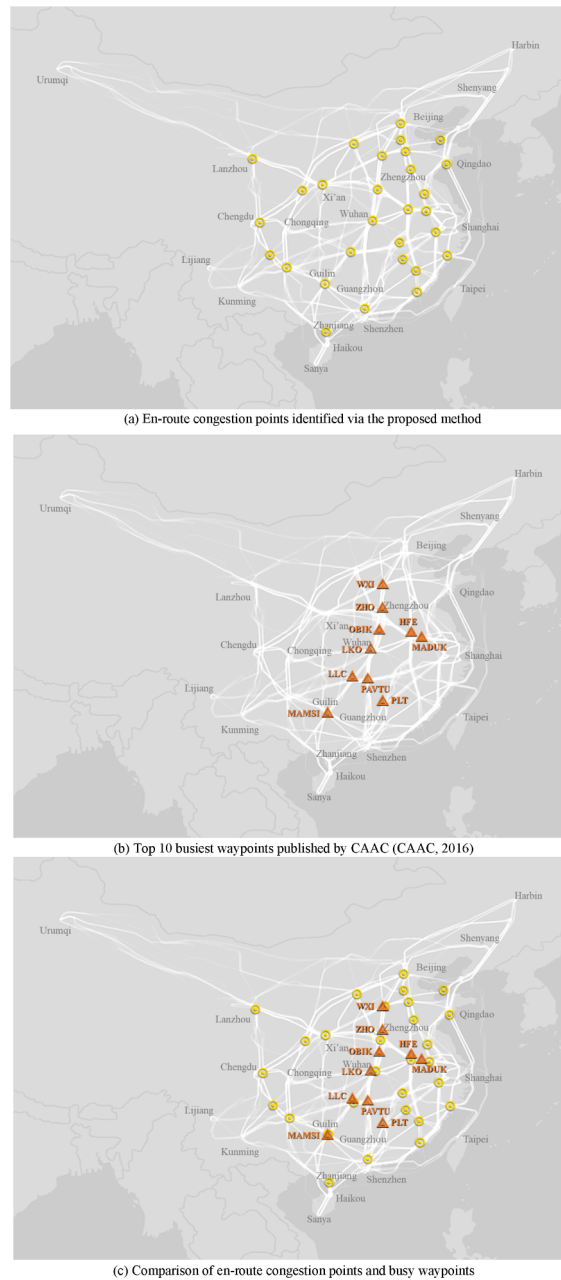 Harbin
Urumqi
Shenyang
Beijing
Lanzhou
Qingdao
Zhengzhou
Xi'an
Chengdu
Chongqing
Wuhan
Shanghai
Lijiang
Guilin
Kunming
Guangzhou
Taipei
Zhanjiang
Shenzhen
Haikou
Sanya
(a) En-route congestion points identified via the proposed method
Harbin
Urumqi
Shenyang
Beijing
WXI
Lanzhou
Qingdao
ZHO
Zhengzhou
Xi'an
OBIK
HFE
Wuhan
MADUK
Chengdu
Chongqing
LKO
Shanghai
LLC
PAVTU
Lijiang
Guilin
PLT
MAMSI
Guangzhou
Kunming
Taipei
Zhanjiang
Shenzhen
Haikou
Sanya
(b) Top 10 busiest waypoints published by CAAC (CAAC, 2016)
Harbin
Urumqi
Shenyang
Beijing
WXI
Lanzhou
Qingdao
ZHO
Zhengzhou
Xi'an
OBIK
HFE
Wuhan
MADUK
Chengdu
Chongqing
LKO
Shanghai
LLC
PAVTU
Lijiang
Guilin
PLT
MAMSI
Guangzhou
Kunming
Taipei
Zhanjiang
Shenzhen
Haikou
Sanya
(c) Comparison of en-route congestion points and busy waypoints